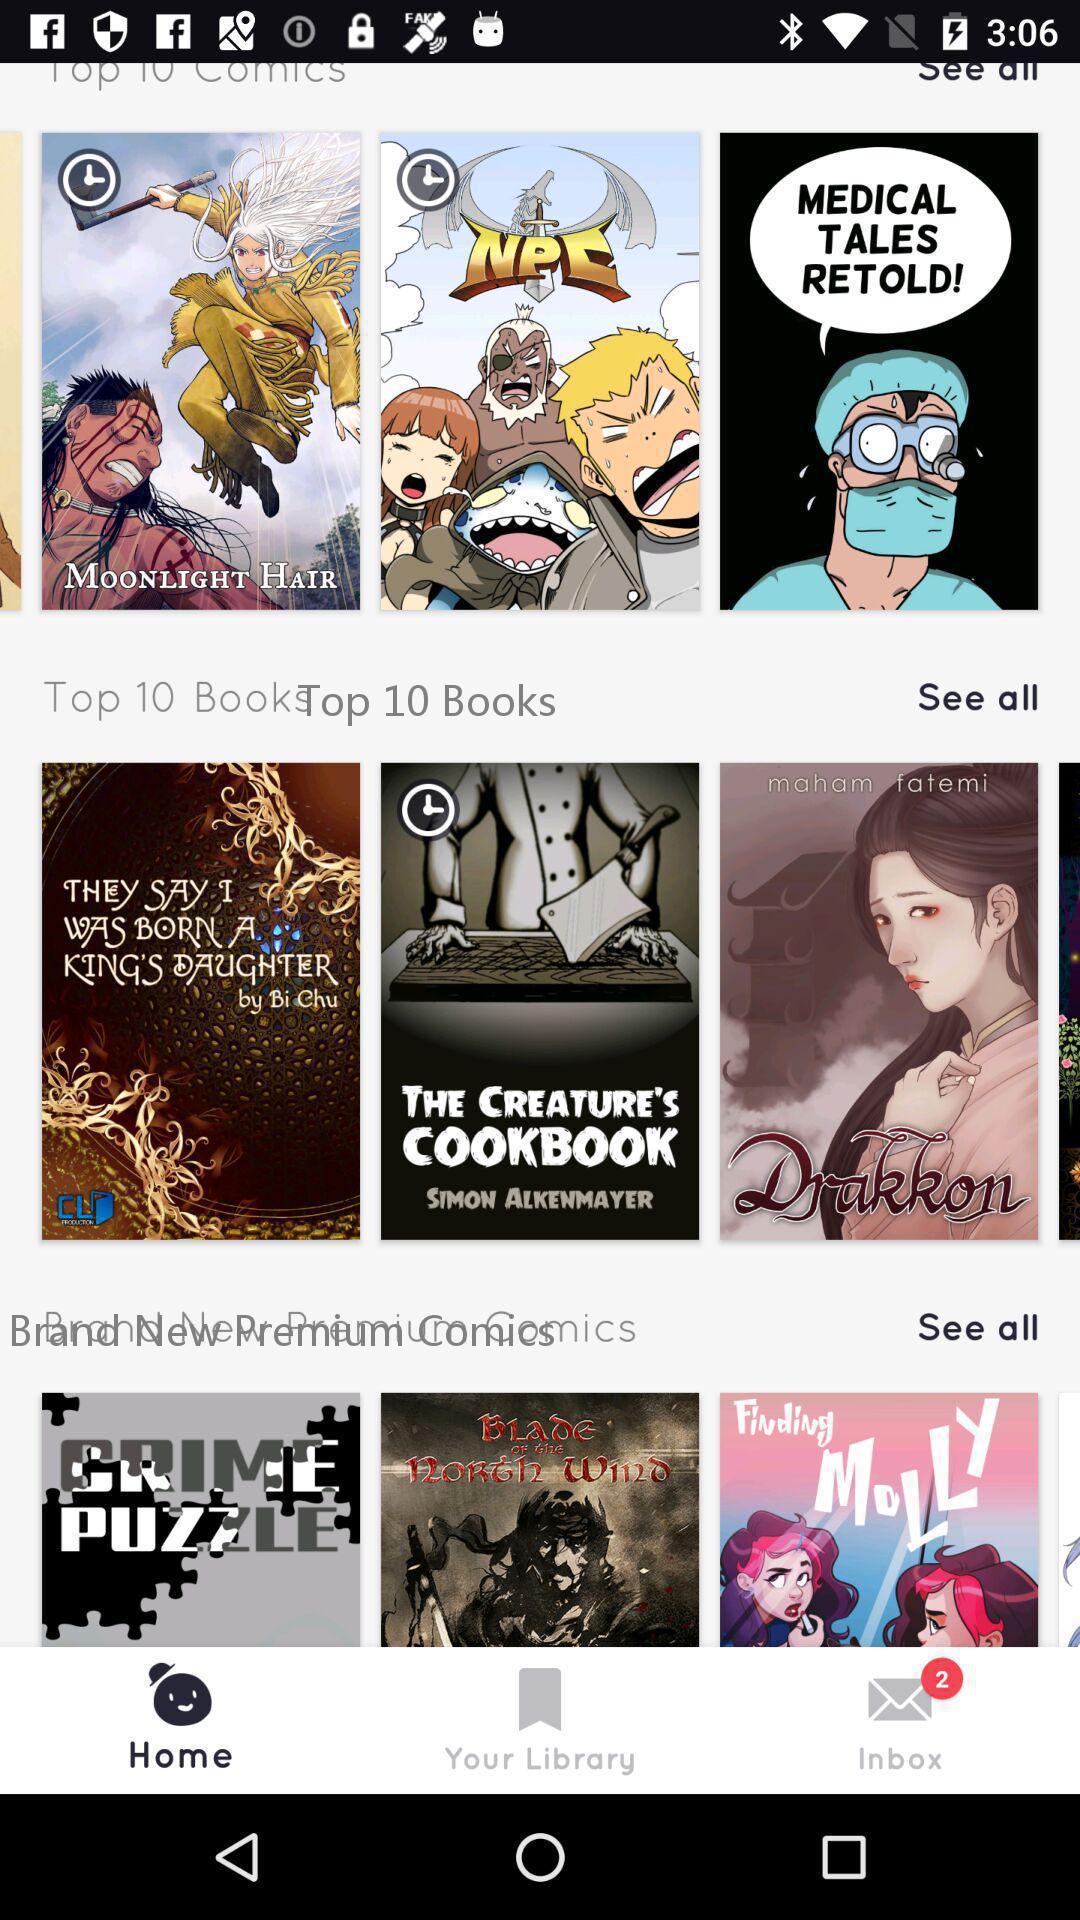 FAKE
3:06
Top 10 Comics
See all
MOONLIGHT HAIR
NPC
MEDICAL
TALES
RETOLD!
Top 10 Books
Top 10 Books
See all
THEY SAY I
WAS BORN A
KING'S DAUGHTER
by Bi Chu
CLP
PRODUCTION
THE CREATURE'S
COOKBOOK
SIMON ALKENMAYER
maham fatemi
Drakkon
Brand New Premium Comics
Brand New Premium Comics
See all
CRIME
PUZZLE
BLADE
OF THE
NORTH WIND
Finding
MOLLY
2
Home
Your Library
Inbox